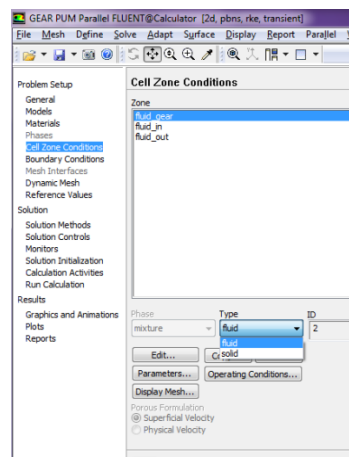 GEAR PUM Parallel FLUENT@Calculator [2d, pbns, rke, transient]
File Mesh Define Solve Adapt Surface Display Report Parallel
Problem Setup
General
Models
Materials
Phases
Cell Zone Conditions
Boundary Conditions
Mesh Interfaces
Dynamic Mesh
Reference Values
Solution
Solution Methods
Solution Controls
Monitors
Solution Initialization
Calculation Activities
Run Calculation
Results
Graphics and Animations
Plots
Reports
Cell Zone Conditions
Zone
fluid_gear
fluid_in
fluid_out
Phase Type ID
mixture fluid 2
fluid
solid
Edit...
Parameters... Operating Conditions...
Display Mesh...
Porous Formulation
Superficial Velocity
Physical Velocity